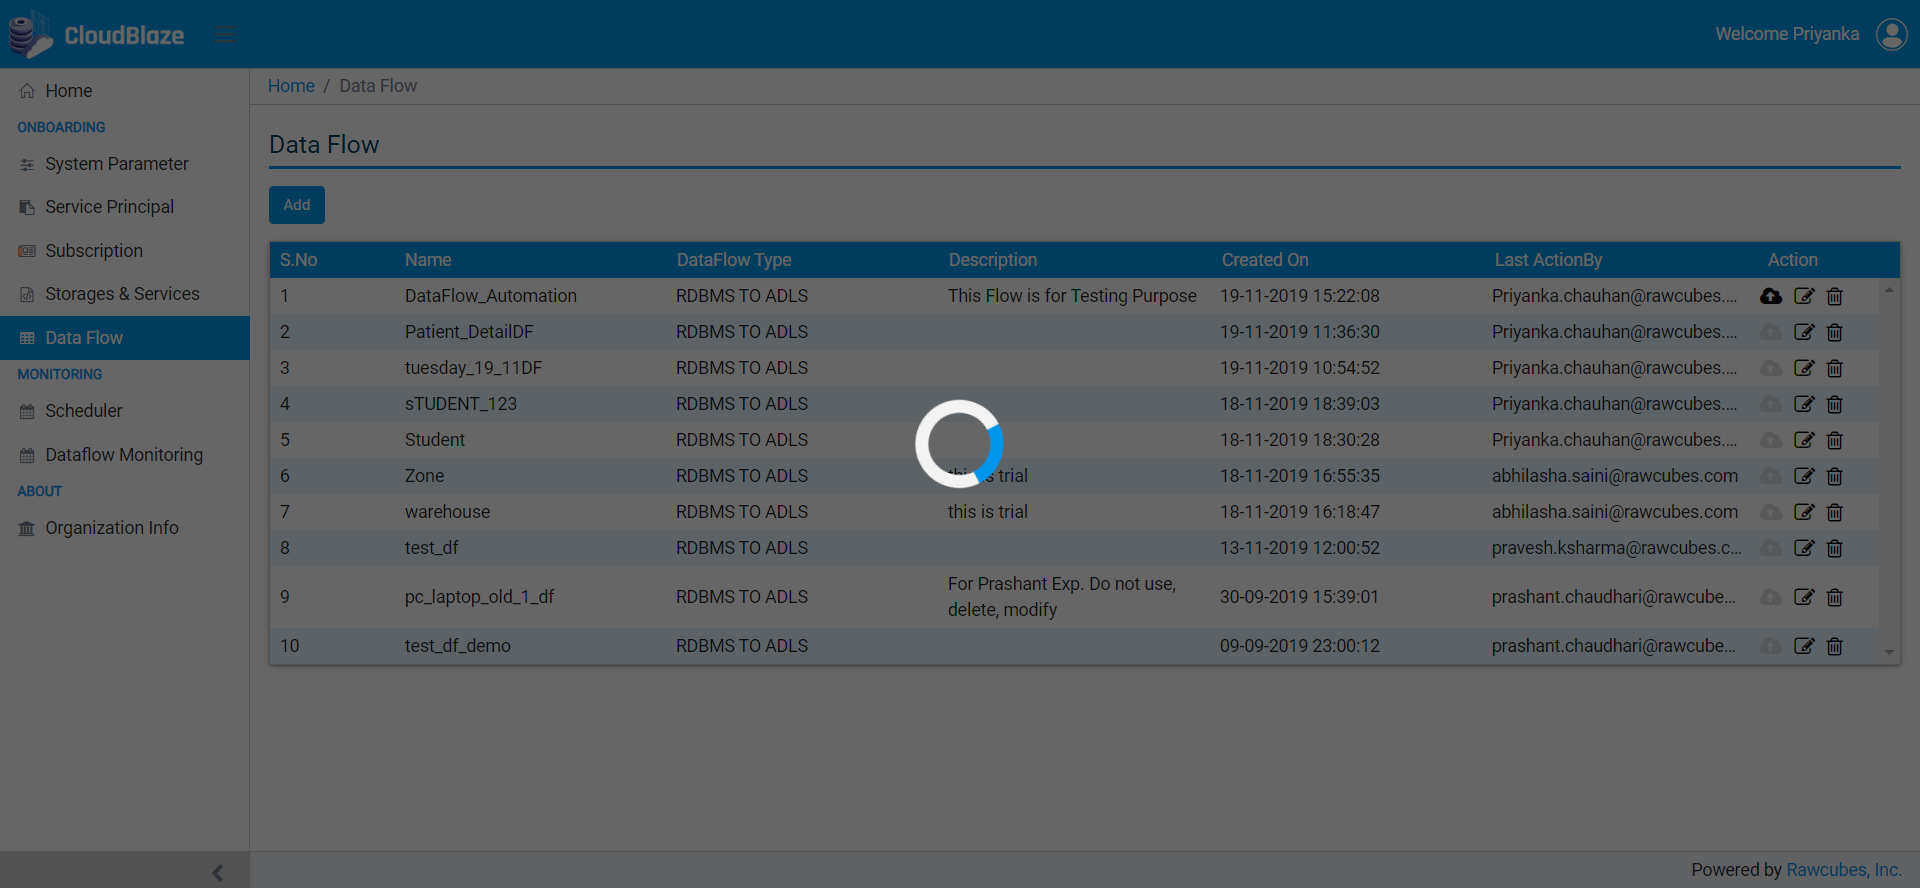 CloudBlaze
Welcome Priyanka
Home
ONBOARDING
System Parameter
Service Principal
Subscription
Storages & Services
Data Flow
MONITORING
Scheduler
Dataflow Monitoring
ABOUT
Organization Info
Home / Data Flow
Data Flow
Add
S.No Name DataFlow Type Description Created On Last ActionBy Action
1 DataFlow_Automation RDBMS TO ADLS This Flow is for Testing Purpose 19-11-2019 15:22:08 Priyanka.chauhan@rawcubes....
2 Patient_DetailDF RDBMS TO ADLS 19-11-2019 11:36:30 Priyanka.chauhan@rawcubes....
3 tuesday_19_11DF RDBMS TO ADLS 19-11-2019 10:54:52 Priyanka.chauhan@rawcubes....
4 sTUDENT_123 RDBMS TO ADLS 18-11-2019 18:39:03 Priyanka.chauhan@rawcubes....
5 Student RDBMS TO ADLS 18-11-2019 18:30:28 Priyanka.chauhan@rawcubes....
6 Zone RDBMS TO ADLS this is trial 18-11-2019 16:55:35 abhilasha.saini@rawcubes.com
7 warehouse RDBMS TO ADLS this is trial 18-11-2019 16:18:47 abhilasha.saini@rawcubes.com
8 test_df RDBMS TO ADLS 13-11-2019 12:00:52 pravesh.ksharma@rawcubes.c...
9 pc_laptop_old_1_df RDBMS TO ADLS For Prashant Exp. Do not use,
delete, modify 30-09-2019 15:39:01 prashant.chaudhari@rawcube...
10 test_df_demo RDBMS TO ADLS 09-09-2019 23:00:12 prashant.chaudhari@rawcube...
Powered by Rawcubes, Inc.